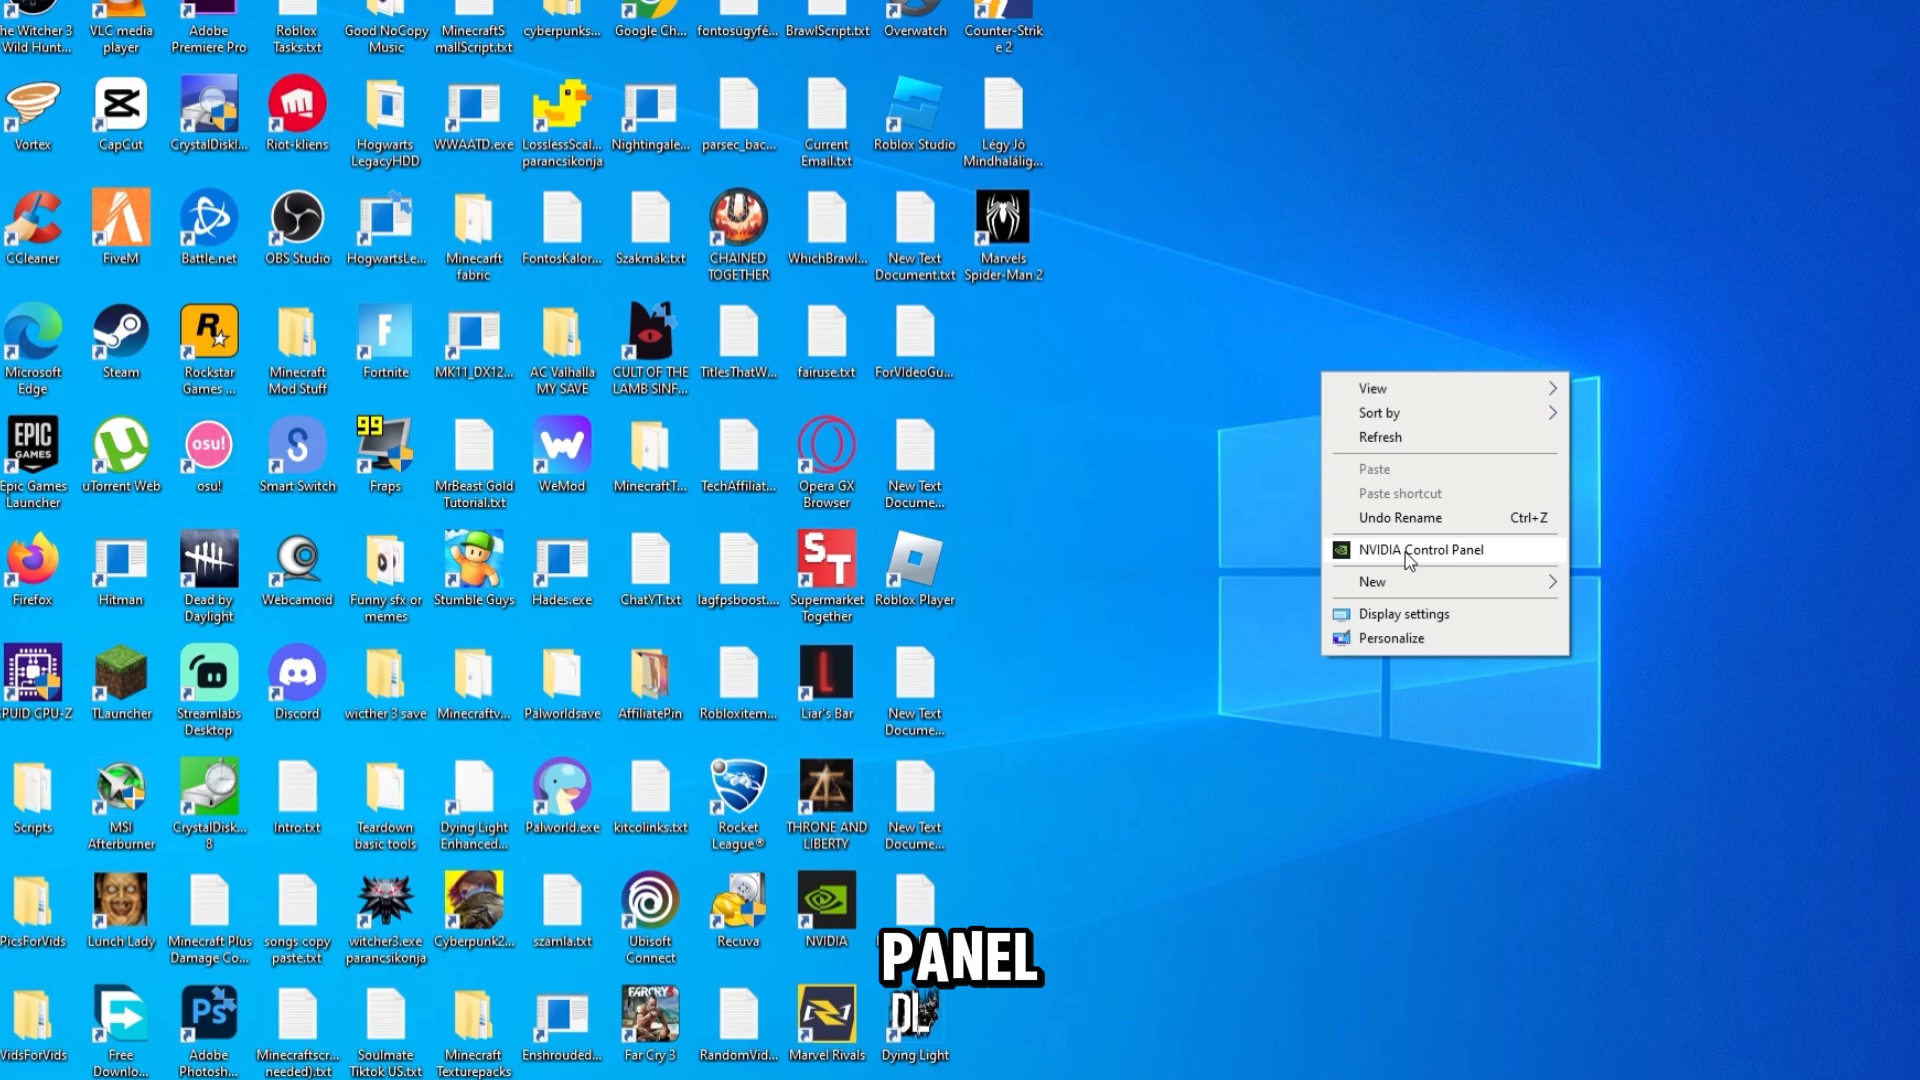 he Witcher 3
Wild Hunt...
VLC media
player
Adobe
Premiere Pro
Roblox
Tasks.txt
Good NoCopy
Music
MinecraftS
mallScript.txt
cyberpunks...
Google Ch...
fontosügyfé...
BrawlScript.txt
Overwatch
Counter-Strik
e 2
Vortex
CapCut
CrystalDiskI...
Riot-kliens
Hogwarts
LegacyHDD
WWAATD.exe
LosslessScal...
parancsikonja
Nightingale...
parsec_bac...
Current
Email.txt
Roblox Studio
Légy Jó
Mindhalálig...
CCleaner
FiveM
Battle.net
OBS Studio
HogwartsLe...
Minecarft
fabric
FontosKalor...
Szakmák.txt
CHAINED
TOGETHER
WhichBrawl...
New Text
Document.txt
Marvels
Spider-Man 2
Microsoft
Edge
Steam
R
Rockstar
Games ...
Minecraft
Mod Stuff
F
Fortnite
MK11_DX12...
AC Valhalla
MY SAVE
CULT OF THE
LAMB SINF...
TitlesThatW...
fairuse.txt
ForVIdeoGu...
View
Sort by
Refresh
Paste
Paste shortcut
Undo Rename Ctrl+Z
NVIDIA Control Panel
New
Display settings
Personalize
EPIC
GAMES
Epic Games
Launcher
uTorrent Web
osu!
osu!
Smart Switch
99
Fraps
MrBeast Gold
Tutorial.txt
WeMod
MinecraftT...
TechAffiliat...
Opera GX
Browser
New Text
Docume...
Firefox
Hitman
Dead by
Daylight
Webcamoid
Funny sfx or
memes
Stumble Guys
Hades.exe
ChatYT.txt
lagfpsboost....
ST
Supermarket
Together
Roblox Player
PUID CPU-Z
TLauncher
Streamlabs
Desktop
Discord
wicther 3 save
Minecraftv...
Palworldsave
AffiliatePin
Robloxitem...
L
Liar's Bar
New Text
Docume...
Scripts
MSI
Afterburner
CrystalDisk...
8
Intro.txt
Teardown
basic tools
Dying Light
Enhanced...
Palworld.exe
kitcolinks.txt
Rocket
League®
THRONE AND
LIBERTY
New Text
Docume...
PicsForVids
Lunch Lady
Minecraft Plus
Damage Co...
songs copy
paste.txt
witcher3.exe
parancsikonja
Cyberpunk2...
számla.txt
Ubisoft
Connect
Recuva
NVIDIA
PANEL
VidsForVids
Free
Downlo...
Ps
Adobe
Photosh...
Minecraftscr...
needed).txt
Soulmate
Tiktok US.txt
Minecraft
Texturepacks
Enshrouded...
FARCRY3
Far Cry 3
RandomVid...
Marvel Rivals
DL
Dying Light